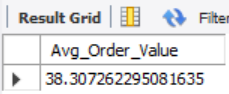 Result Grid Filter
Avg_Order_Value
38.307262295081635